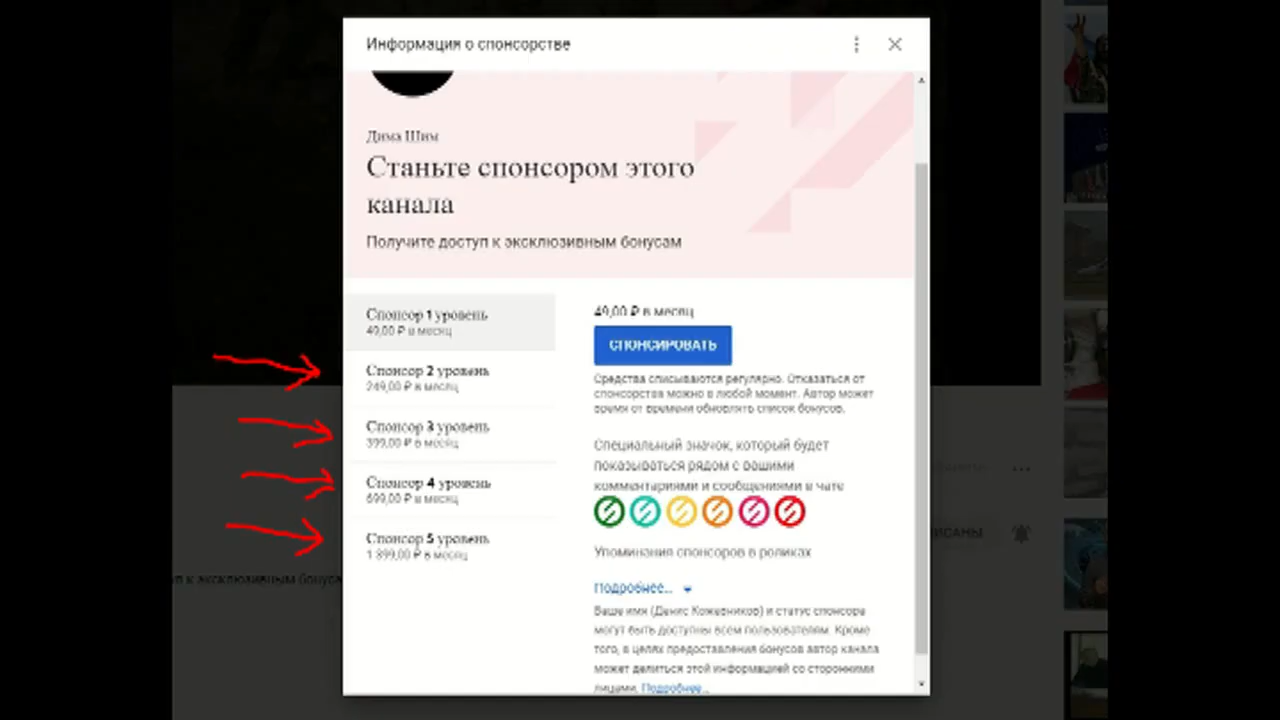 Информация о спонсорстве
Дима Шим
Станьте спонсором этого
канала
Получите доступ к эксклюзивным бонусам
Спонсор 1 уровень
49,00 ₽ в месяц
Спонсор 2 уровень
249,00 ₽ в месяц
Спонсор 3 уровень
399,00 ₽ в месяц
Спонсор 4 уровень
699,00 ₽ в месяц
Спонсор 5 уровень
1 899,00 ₽ в месяц
49,00 ₽ в месяц
СПОНСИРОВАТЬ
Средства списываются регулярно. Отказаться от
спонсорства можно в любой момент. Автор может
время от времени обновлять список бонусов.
Специальный значок, который будет
показываться рядом с вашими
комментариями и сообщениями в чате
Упоминания спонсоров в роликах
Подробнее...
Ваше имя (Денис Кожевников) и статус спонсора
могут быть доступны всем пользователям. Кроме
того, в целях предоставления бонусов автор канала
может делиться этой информацией со сторонними
лицами. Подробнее...
п к эксклюзивным бонуса
ИСАНЫ